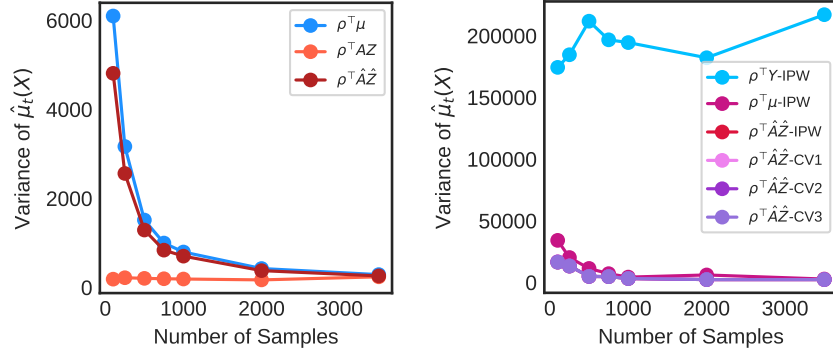 6000
4000
2000
0
Variance of μ̂ₜ(X)
ρ⊤μ
ρ⊤AZ
ρ⊤ÂẐ
0
1000
2000
3000
Number of Samples
200000
150000
100000
50000
0
Variance of μ̂ₜ(X)
ρ⊤Y-IPW
ρ⊤μ-IPW
ρ⊤ÂẐ-IPW
ρ⊤ÂẐ-CV1
ρ⊤ÂẐ-CV2
ρ⊤ÂẐ-CV3
0
1000
2000
3000
Number of Samples